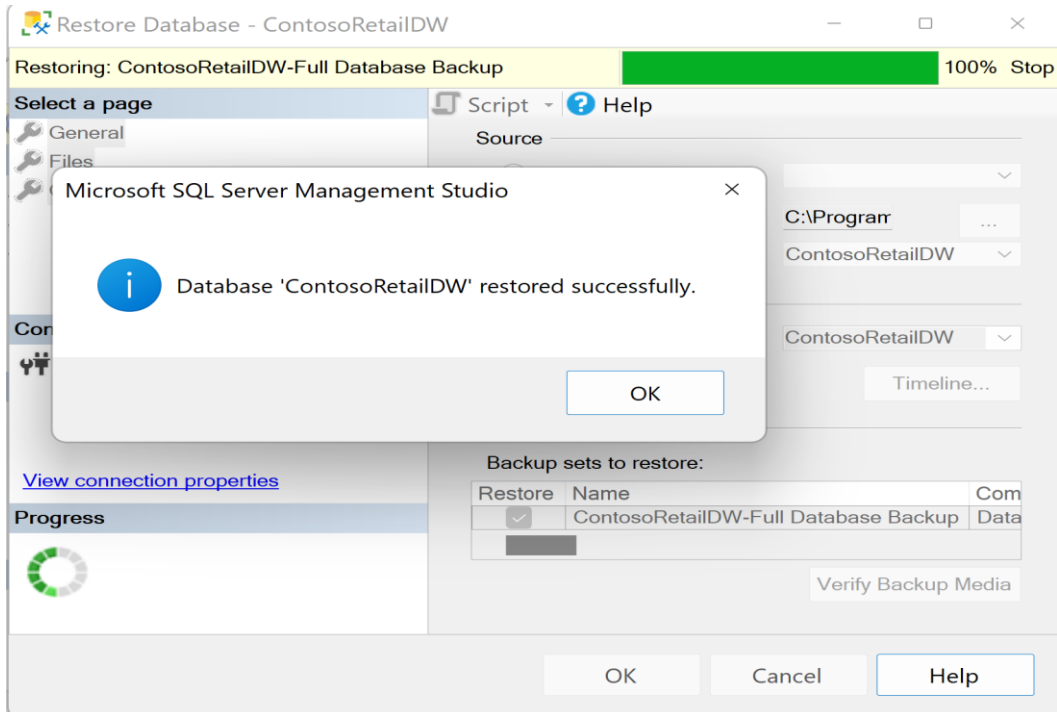 Restore Database - ContosoRetailDW
Restoring: ContosoRetailDW-Full Database Backup 100% Stop
Select a page
General
Files
Script Help
Source
Microsoft SQL Server Management Studio
Database 'ContosoRetailDW' restored successfully.
OK
C:\Program
...
ContosoRetailDW
Con
ContosoRetailDW
Timeline...
View connection properties
Progress
Backup sets to restore:
Restore Name Com
ContosoRetailDW-Full Database Backup Data
Verify Backup Media
OK Cancel Help